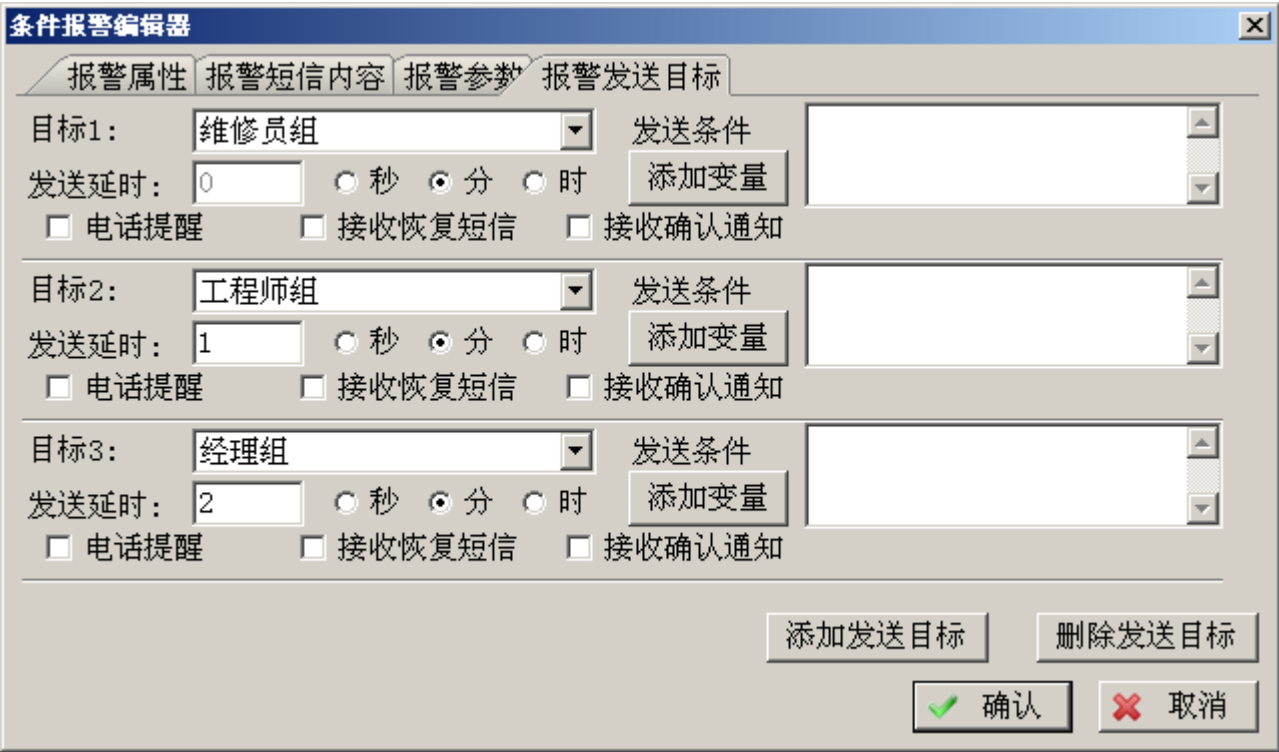 条件报警编辑器
报警属性 报警短信内容 报警参数 报警发送目标
目标1: 维修员组 发送条件
发送延时: 0 秒 分 时 添加变量
电话提醒 接收恢复短信 接收确认通知
目标2: 工程师组 发送条件
发送延时: 1 秒 分 时 添加变量
电话提醒 接收恢复短信 接收确认通知
目标3: 经理组 发送条件
发送延时: 2 秒 分 时 添加变量
电话提醒 接收恢复短信 接收确认通知
添加发送目标 删除发送目标
确认 取消